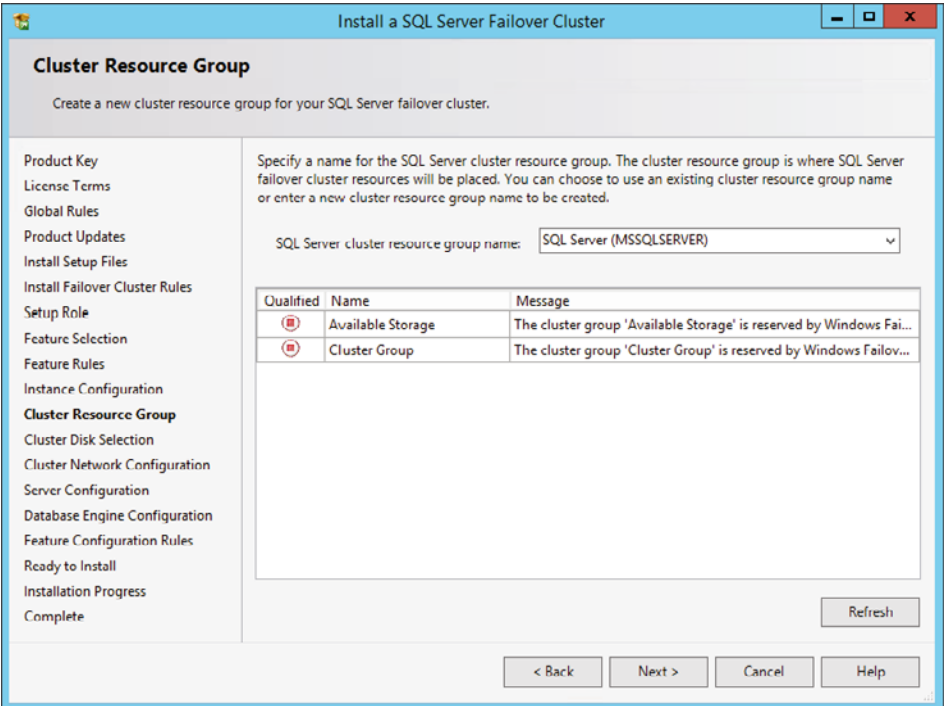 Install a SQL Server Failover Cluster
Cluster Resource Group
Create a new cluster resource group for your SQL Server failover cluster.
Product Key
License Terms
Global Rules
Product Updates
Install Setup Files
Install Failover Cluster Rules
Setup Role
Feature Selection
Feature Rules
Instance Configuration
Cluster Resource Group
Cluster Disk Selection
Cluster Network Configuration
Server Configuration
Database Engine Configuration
Feature Configuration Rules
Ready to Install
Installation Progress
Complete
Specify a name for the SQL Server cluster resource group. The cluster resource group is where SQL Server
failover cluster resources will be placed. You can choose to use an existing cluster resource group name
or enter a new cluster resource group name to be created.
SQL Server cluster resource group name: SQL Server (MSSQLSERVER)
Qualified Name Message
Available Storage The cluster group 'Available Storage' is reserved by Windows Fai...
Cluster Group The cluster group 'Cluster Group' is reserved by Windows Failov...
Refresh
< Back Next > Cancel Help